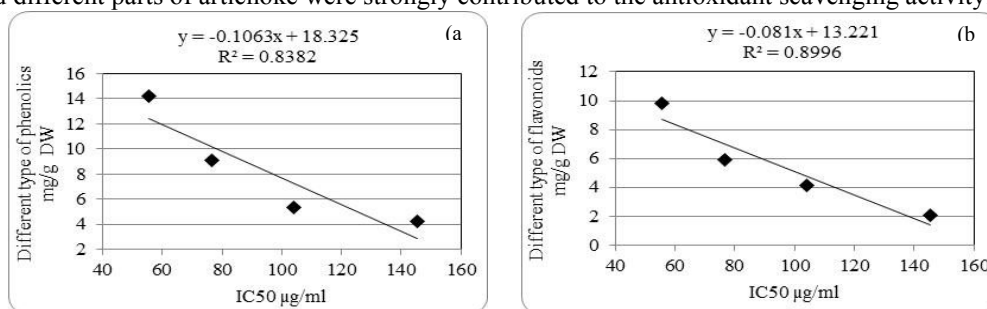 different parts of artichoke were strongly contributed to the antioxidant scavenging activity
y = -0.1063x + 18.325
(a
R² = 0.8382
Different type of phenolics
mg/g DW
16
14
12
10
8
6
4
2
40 60 80 100 120 140 160
IC50 µg/ml
y = -0.081x + 13.221
(b
R² = 0.8996
Different type of flavonoids
mg/g DW
12
10
8
6
4
2
0
40 60 80 100 120 140 160
IC50 µg/ml